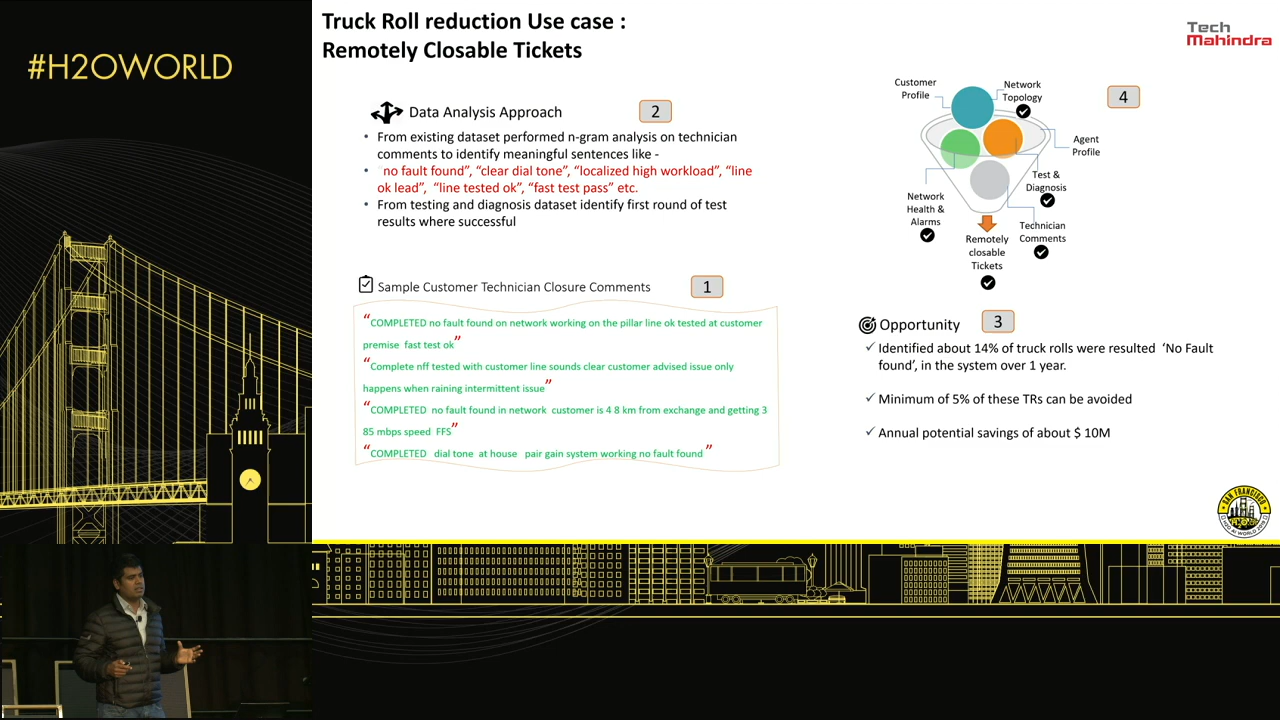 #H2OWORLD
Truck Roll reduction Use case :
Remotely Closable Tickets
Tech
Mahindra
Data Analysis Approach
2
• From existing dataset performed n-gram analysis on technician
comments to identify meaningful sentences like -
• no fault found”, “clear dial tone”, “localized high workload”, “line
ok lead”, “line tested ok”, “fast test pass” etc.
• From testing and diagnosis dataset identify first round of test
results where successful
Sample Customer Technician Closure Comments
1
“COMPLETED no fault found on network working on the pillar line ok tested at customer
premise fast test ok”
“Complete nff tested with customer line sounds clear customer advised issue only
happens when raining intermittent issue”
“COMPLETED no fault found in network customer is 4 8 km from exchange and getting 3
85 mbps speed FFS”
“COMPLETED dial tone at house pair gain system working no fault found ”
4
Customer
Profile
Network
Topology
Agent
Profile
Test &
Diagnosis
Network
Health &
Alarms
Technician
Comments
Remotely
closable
Tickets
Opportunity
3
✓ Identified about 14% of truck rolls were resulted ‘No Fault
found’, in the system over 1 year.
✓ Minimum of 5% of these TRs can be avoided
✓ Annual potential savings of about $ 10M
SAN FRANCISCO